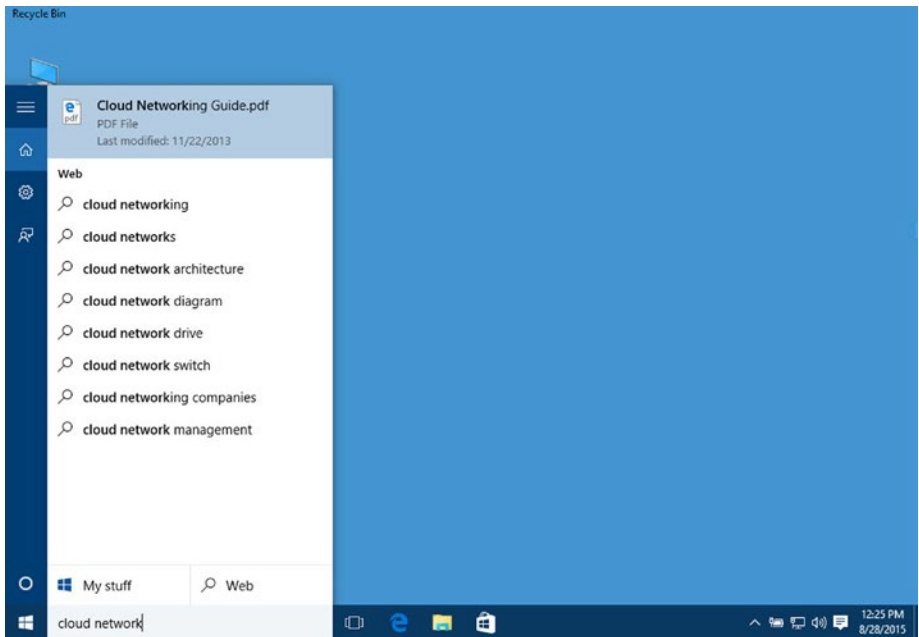 Recycle Bin
pdf
Cloud Networking Guide.pdf
PDF File
Last modified: 11/22/2013
Web
cloud networking
cloud networks
cloud network architecture
cloud network diagram
cloud network drive
cloud network switch
cloud networking companies
cloud network management
My stuff
Web
cloud network
12:25 PM
8/28/2015